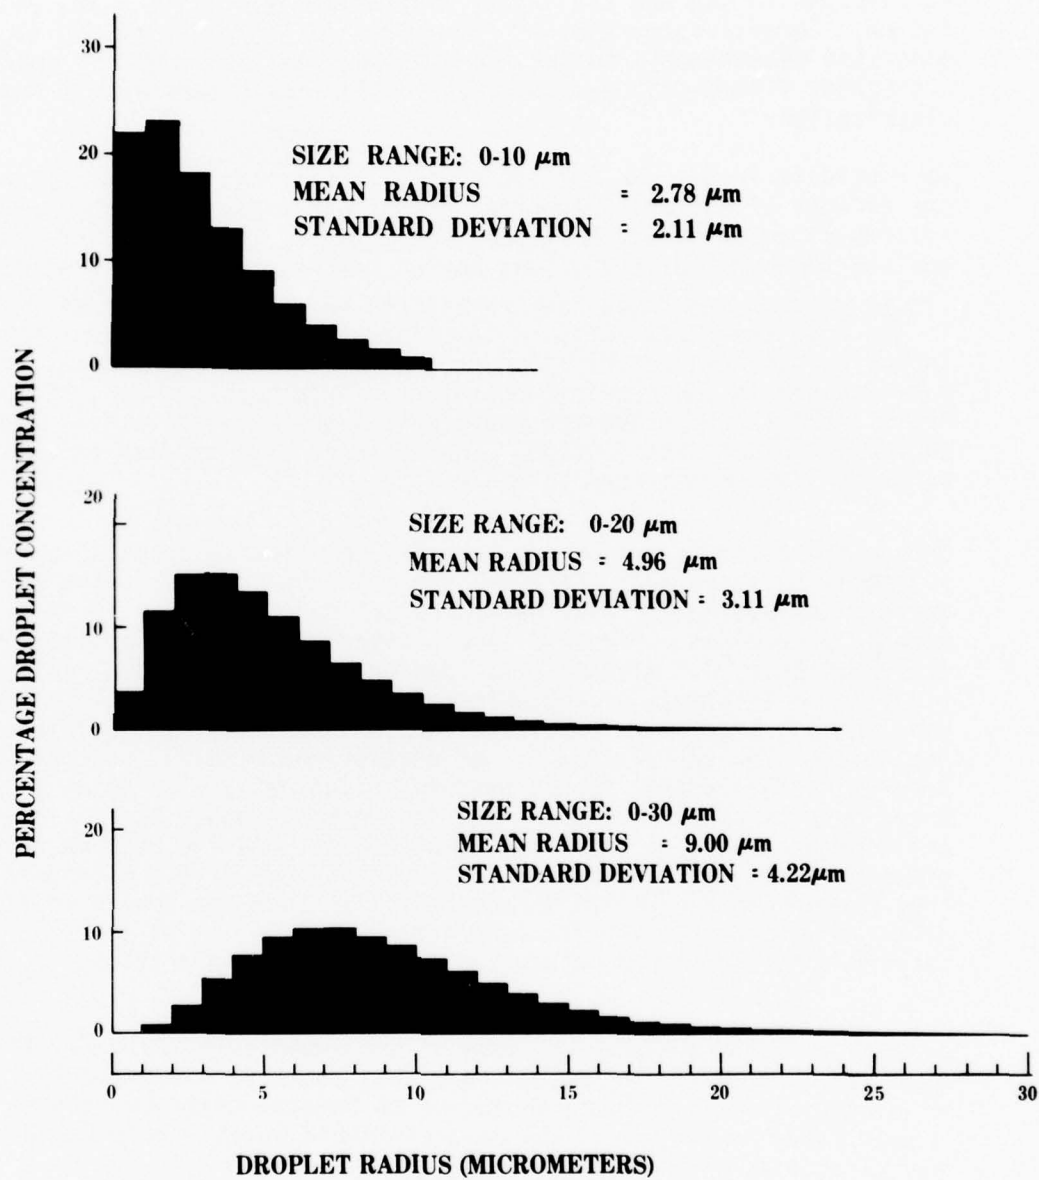 30
20
10
0
SIZE RANGE: 0-10 μm
MEAN RADIUS = 2.78 μm
STANDARD DEVIATION = 2.11 μm
PERCENTAGE DROPLET CONCENTRATION
20
10
0
SIZE RANGE: 0-20 μm
MEAN RADIUS = 4.96 μm
STANDARD DEVIATION = 3.11 μm
20
10
0
SIZE RANGE: 0-30 μm
MEAN RADIUS = 9.00 μm
STANDARD DEVIATION = 4.22μm
0 5 10 15 20 25 30
DROPLET RADIUS (MICROMETERS)